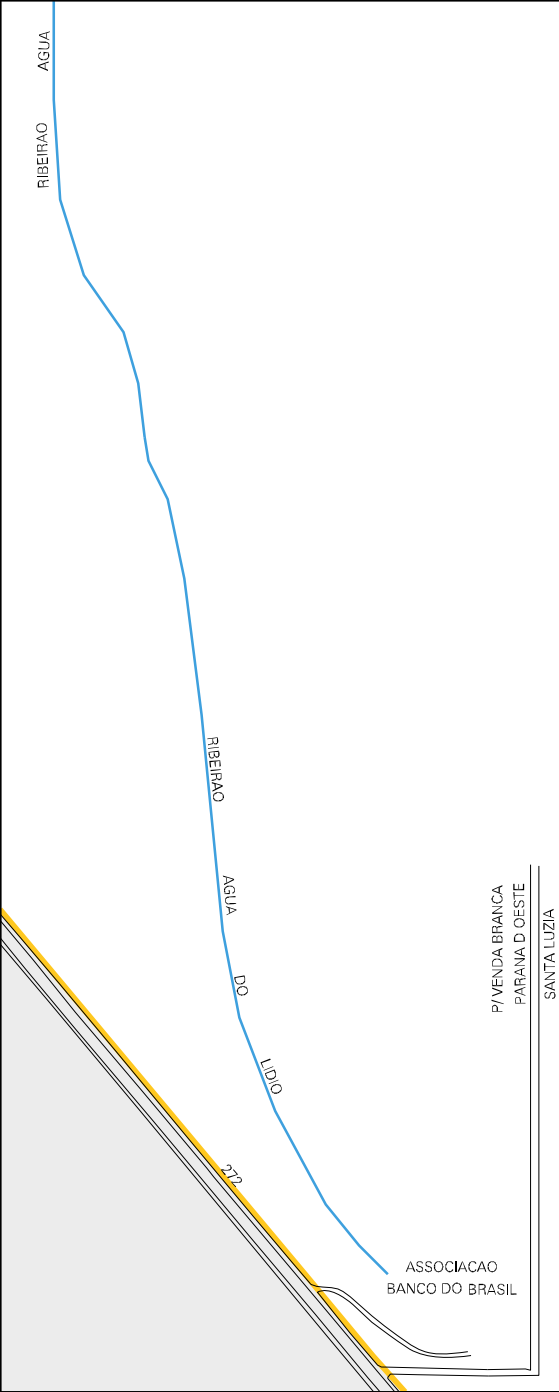 RIBEIRAO AGUA
RIBEIRAO AGUA DO LIDIO
P/ VENDA BRANCA
PARANA D OESTE
SANTA LUZIA
272
ASSOCIACAO
BANCO DO BRASIL